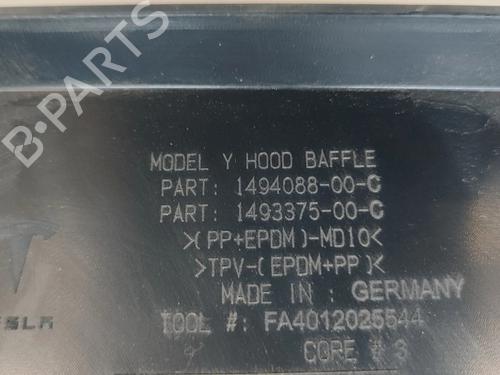 MODEL Y HOOD BAFFLE
PART: 1494088-00-C
PART: 1493375-00-C
>(PP+EPDM)-MD10<
>TPV-(EPDM+PP)<
MADE IN : GERMANY
TOOL #: FA4012025544
CORE # 3
B-PARTS